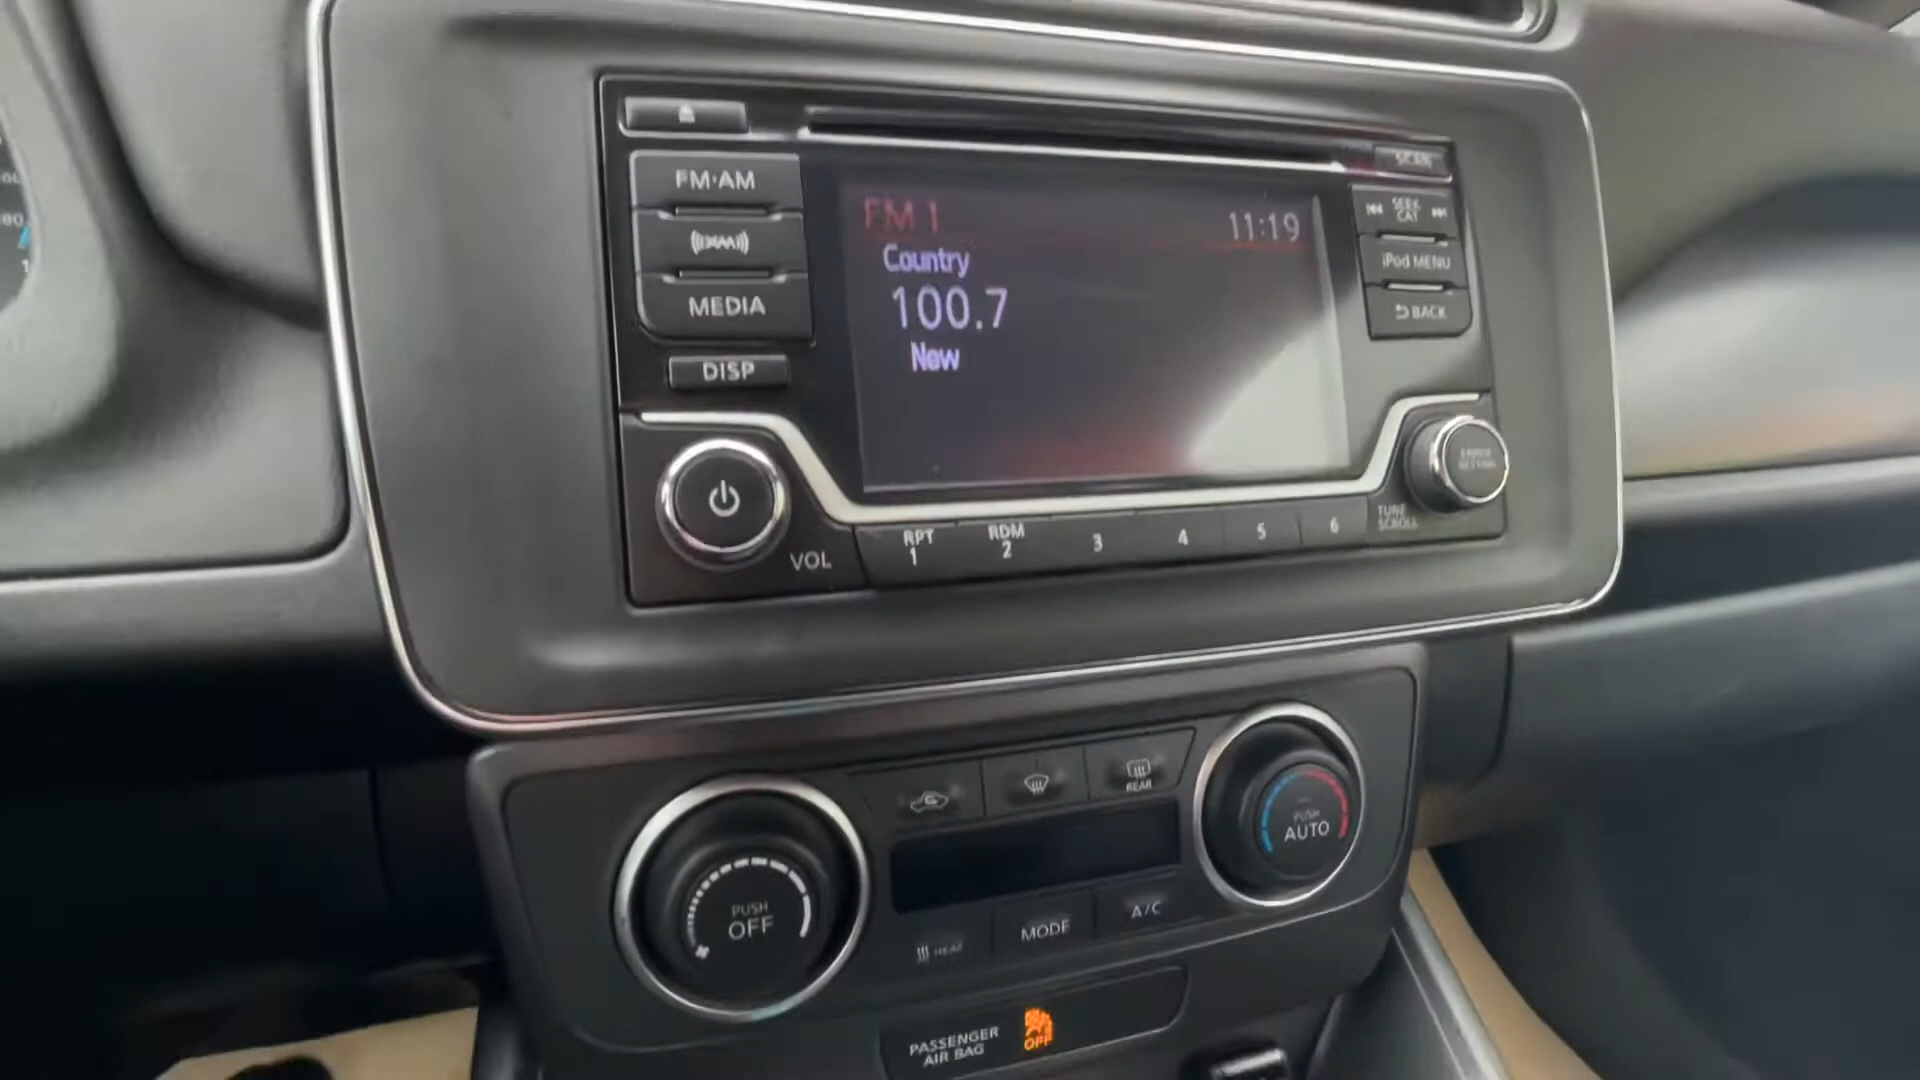 FM·AM
MEDIA
DISP
VOL
FM 1
11:19
Country
100.7
New
SCAN
SEEK
CAT
iPod MENU
BACK
TUNE
SCROLL
RPT
1
RDM
2
3
4
5
6
REAR
PUSH
OFF
PUSH
AUTO
HEAT
MODE
A/C
PASSENGER
AIR BAG
OFF